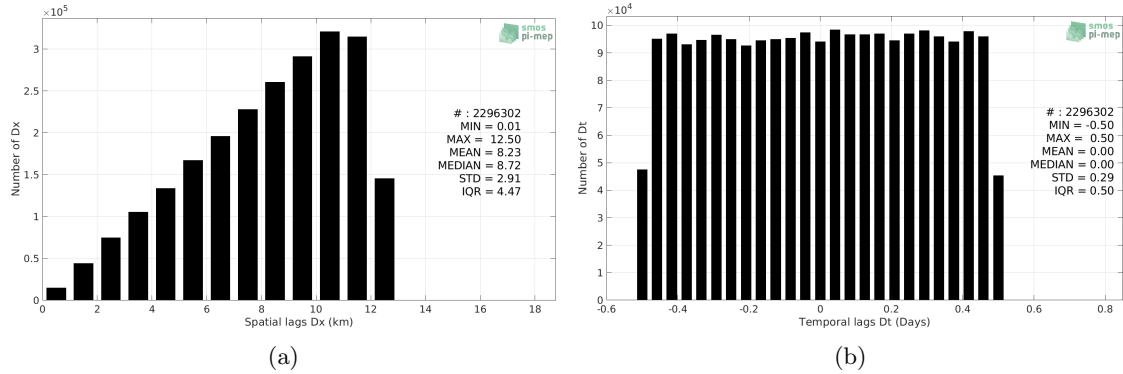 ×10⁵
smos
pi-mep
3
2.5
2
1.5
1
0.5
0
Number of Dx
# : 2296302
MIN = 0.01
MAX = 12.50
MEAN = 8.23
MEDIAN = 8.72
STD = 2.91
IQR = 4.47
0 2 4 6 8 10 12 14 16 18
Spatial lags Dx (km)
(a)
×10⁴
smos
pi-mep
10
9
8
7
6
5
4
3
2
1
0
Number of Dt
# : 2296302
MIN = -0.50
MAX = 0.50
MEAN = 0.00
MEDIAN = 0.00
STD = 0.29
IQR = 0.50
-0.6 -0.4 -0.2 0 0.2 0.4 0.6 0.8
Temporal lags Dt (Days)
(b)